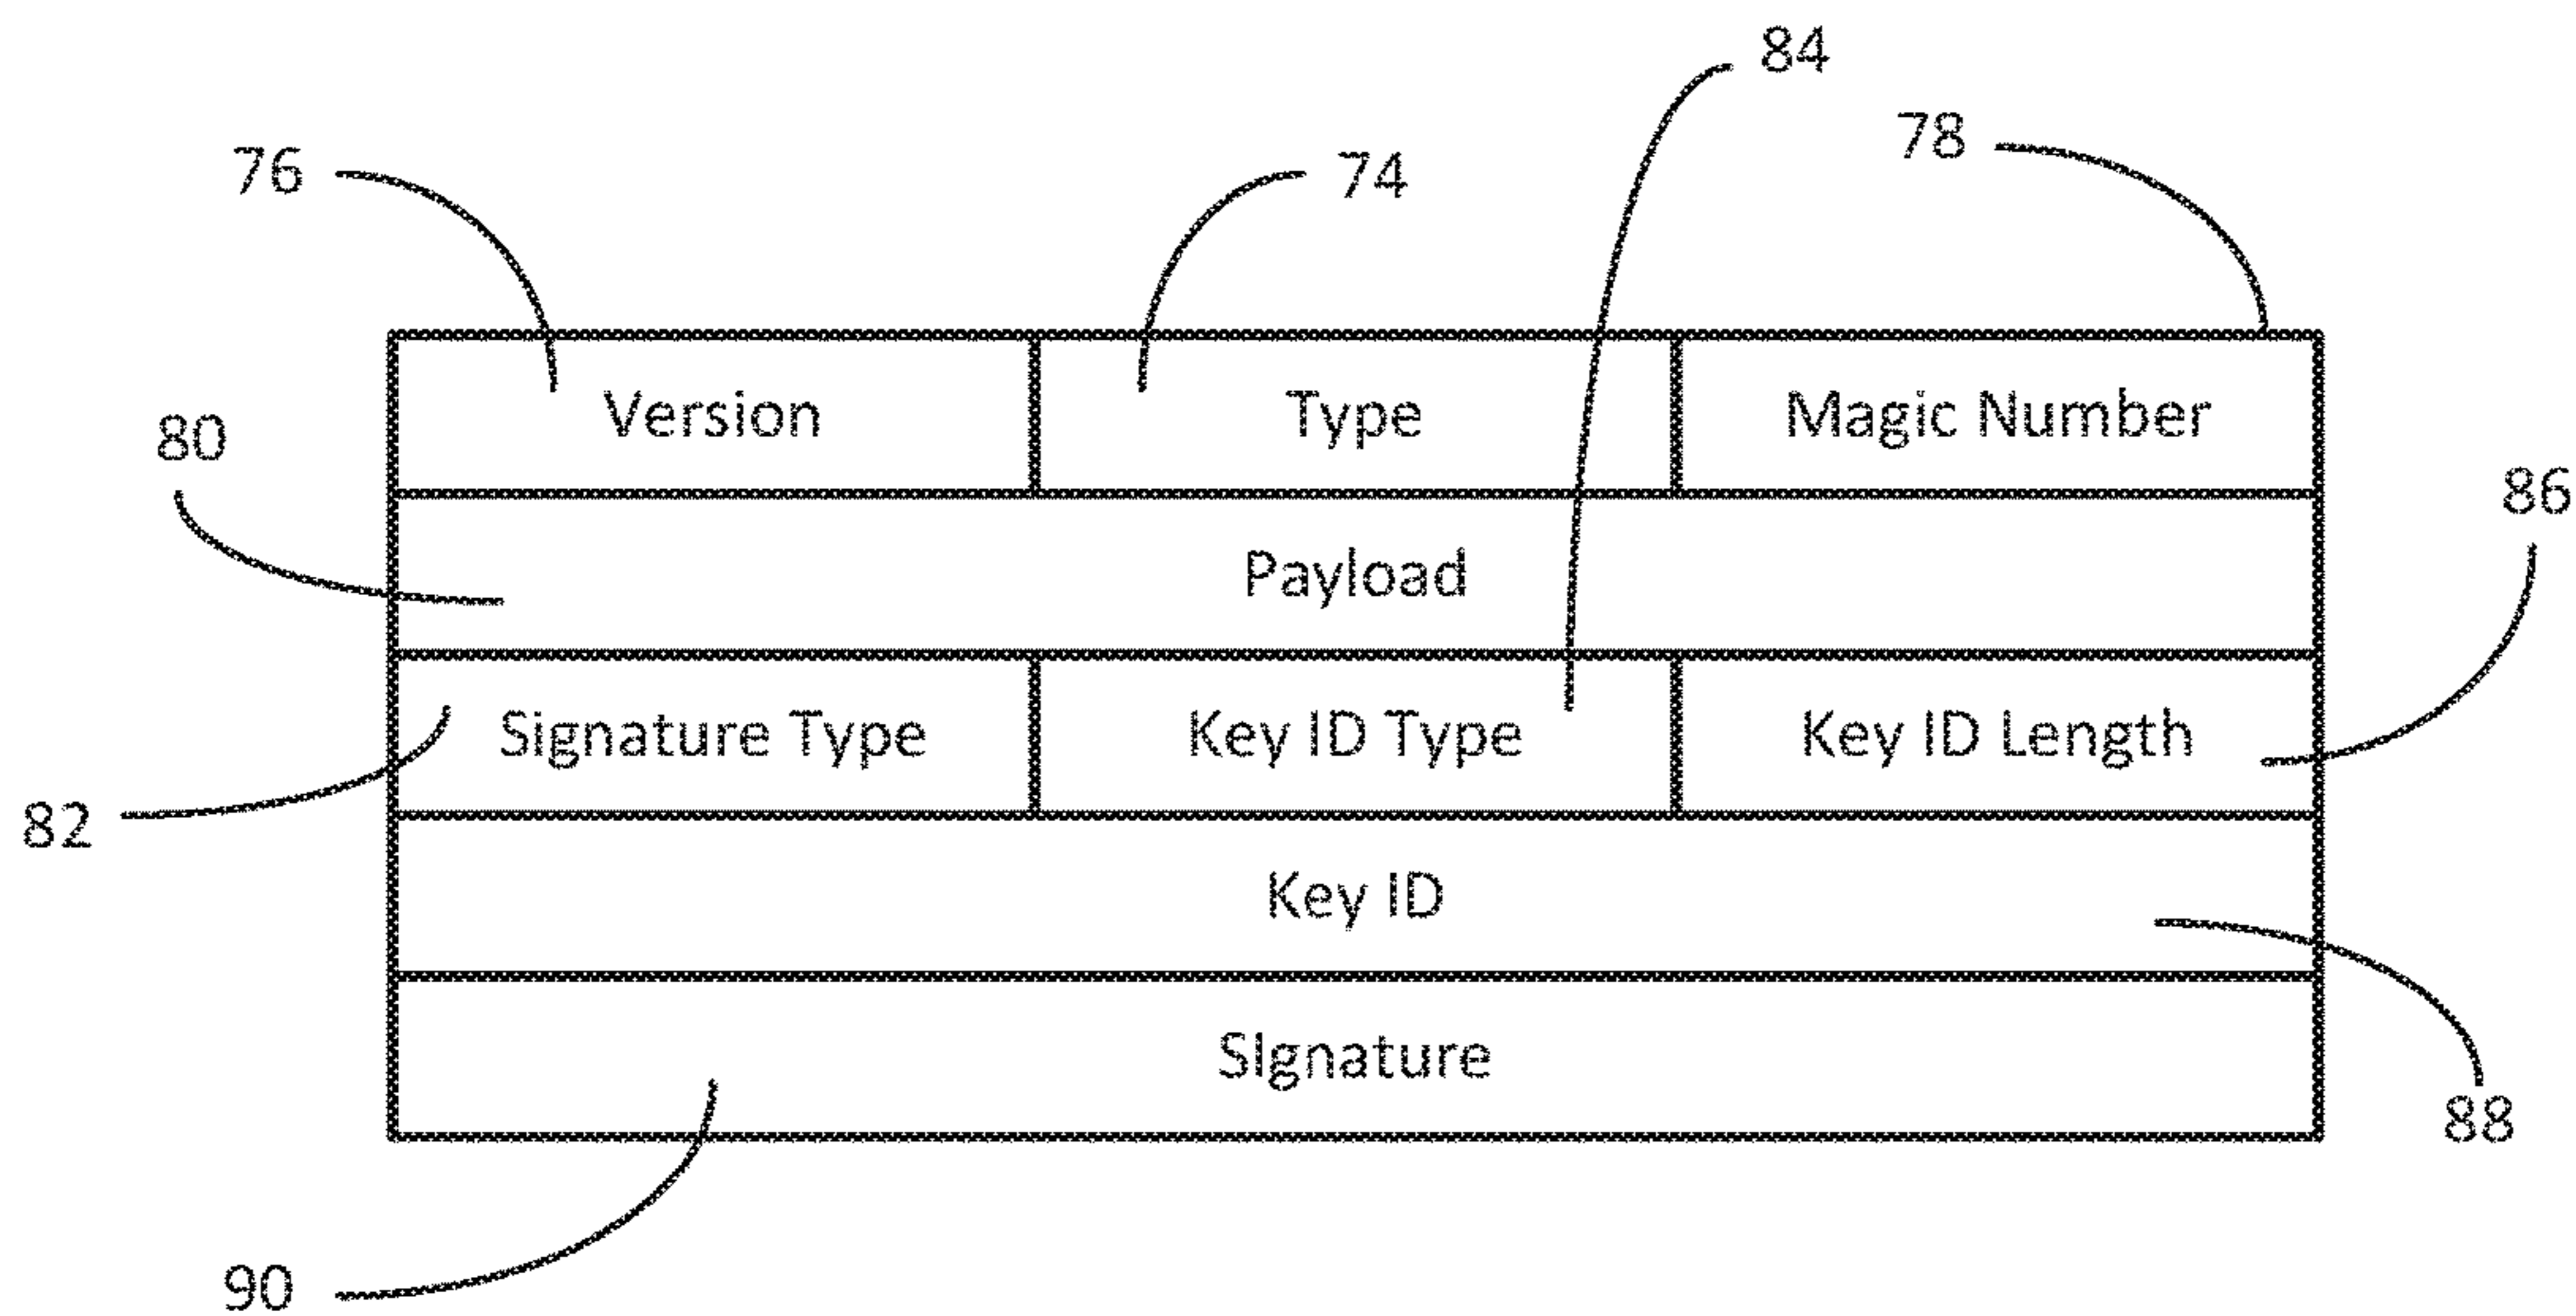 84
78
76
74
Version Type Magic Number
80
86
Payload
Signature Type Key ID Type Key ID Length
82
Key ID
SIgnature
88
90